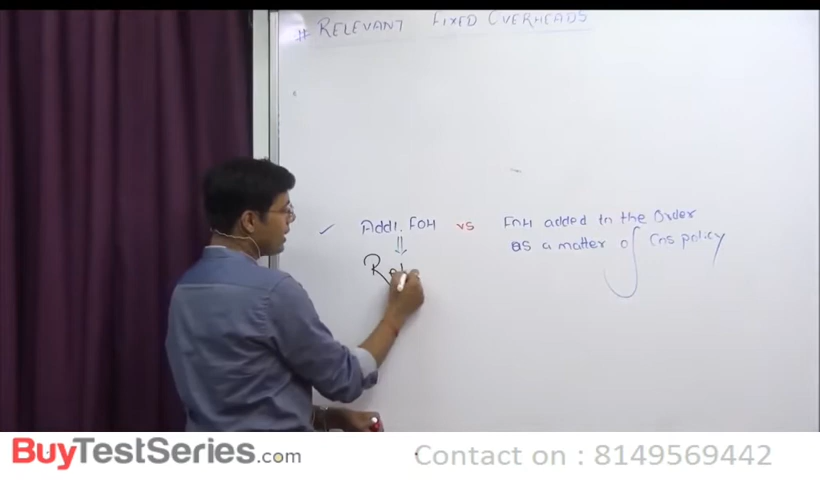 # RELEVANT FIXED OVERHEADS
✓ Addl. FOH vs FOH added to the Order
as a matter of Cos policy
BuyTestSeries.com
Contact on : 8149569442